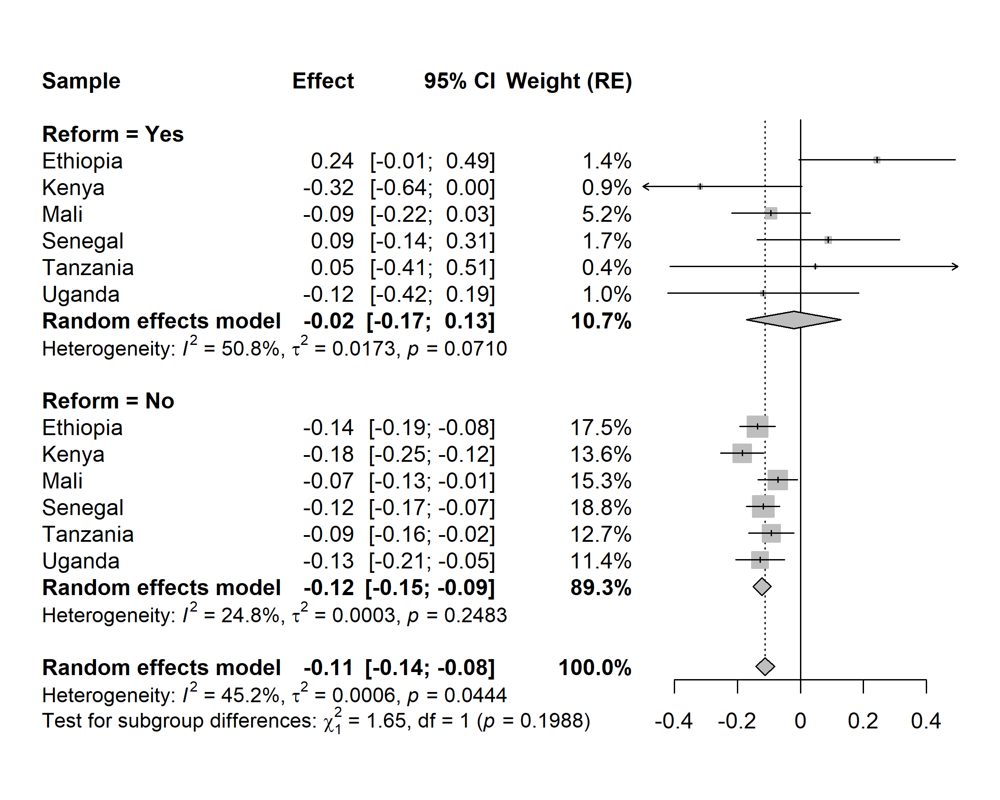 Sample Effect 95% CI Weight (RE)
Reform = Yes
Ethiopia 0.24 [-0.01; 0.49] 1.4%
Kenya -0.32 [-0.64; 0.00] 0.9%
Mali -0.09 [-0.22; 0.03] 5.2%
Senegal 0.09 [-0.14; 0.31] 1.7%
Tanzania 0.05 [-0.41; 0.51] 0.4%
Uganda -0.12 [-0.42; 0.19] 1.0%
Random effects model -0.02 [-0.17; 0.13] 10.7%
Heterogeneity: I² = 50.8%, τ² = 0.0173, p = 0.0710
Reform = No
Ethiopia -0.14 [-0.19; -0.08] 17.5%
Kenya -0.18 [-0.25; -0.12] 13.6%
Mali -0.07 [-0.13; -0.01] 15.3%
Senegal -0.12 [-0.17; -0.07] 18.8%
Tanzania -0.09 [-0.16; -0.02] 12.7%
Uganda -0.13 [-0.21; -0.05] 11.4%
Random effects model -0.12 [-0.15; -0.09] 89.3%
Heterogeneity: I² = 24.8%, τ² = 0.0003, p = 0.2483
Random effects model -0.11 [-0.14; -0.08] 100.0%
Heterogeneity: I² = 45.2%, τ² = 0.0006, p = 0.0444
Test for subgroup differences: χ²₁ = 1.65, df = 1 (p = 0.1988)
-0.4 -0.2 0 0.2 0.4